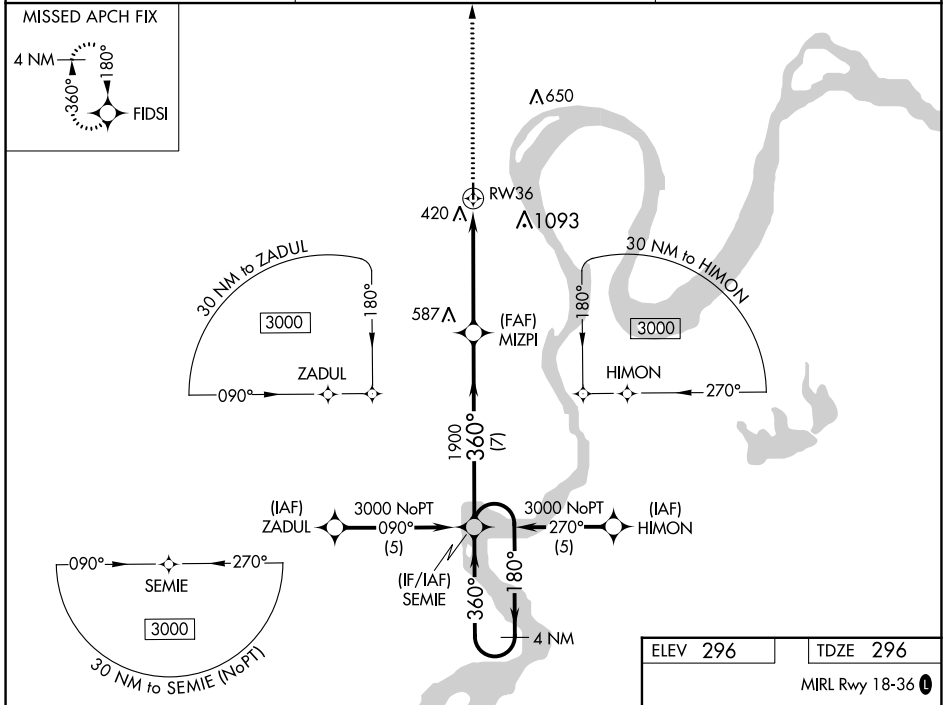 MISSED APCH FIX
4 NM
180°
360°
FIDSI
650
RW36
420
1093
30 NM to ZADUL
3000
180°
ZADUL
090°
587
(FAF)
MIZPI
30 NM to HIMON
180°
3000
HIMON
270°
1900
360°
(7)
(IAF)
ZADUL
3000 NoPT
090°
(5)
3000 NoPT
270°
(5)
(IAF)
HIMON
(IF/IAF)
SEMIE
360°
180°
4 NM
090°
270°
SEMIE
3000
30 NM to SEMIE (NoPT)
ELEV 296
TDZE 296
MIRL Rwy 18-36 L